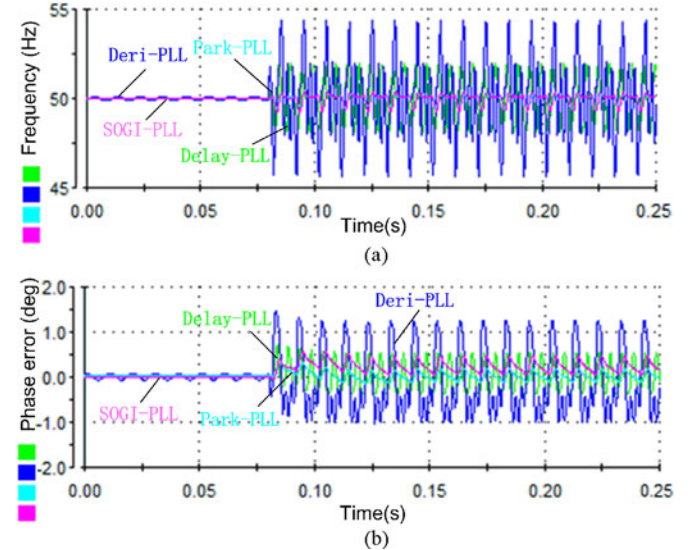 55
Frequency (Hz)
Deri-PLL
Park-PLL
50
SOGI-PLL
Delay-PLL
45
0.00 0.05 0.10 0.15 0.20 0.25
Time(s)
(a)
2.0
Phase error (deg)
Deri-PLL
Delay-PLL
1.0
0.0
SOGI-PLL
Park-PLL
-1.0
-2.0
0.00 0.05 0.10 0.15 0.20 0.25
Time(s)
(b)